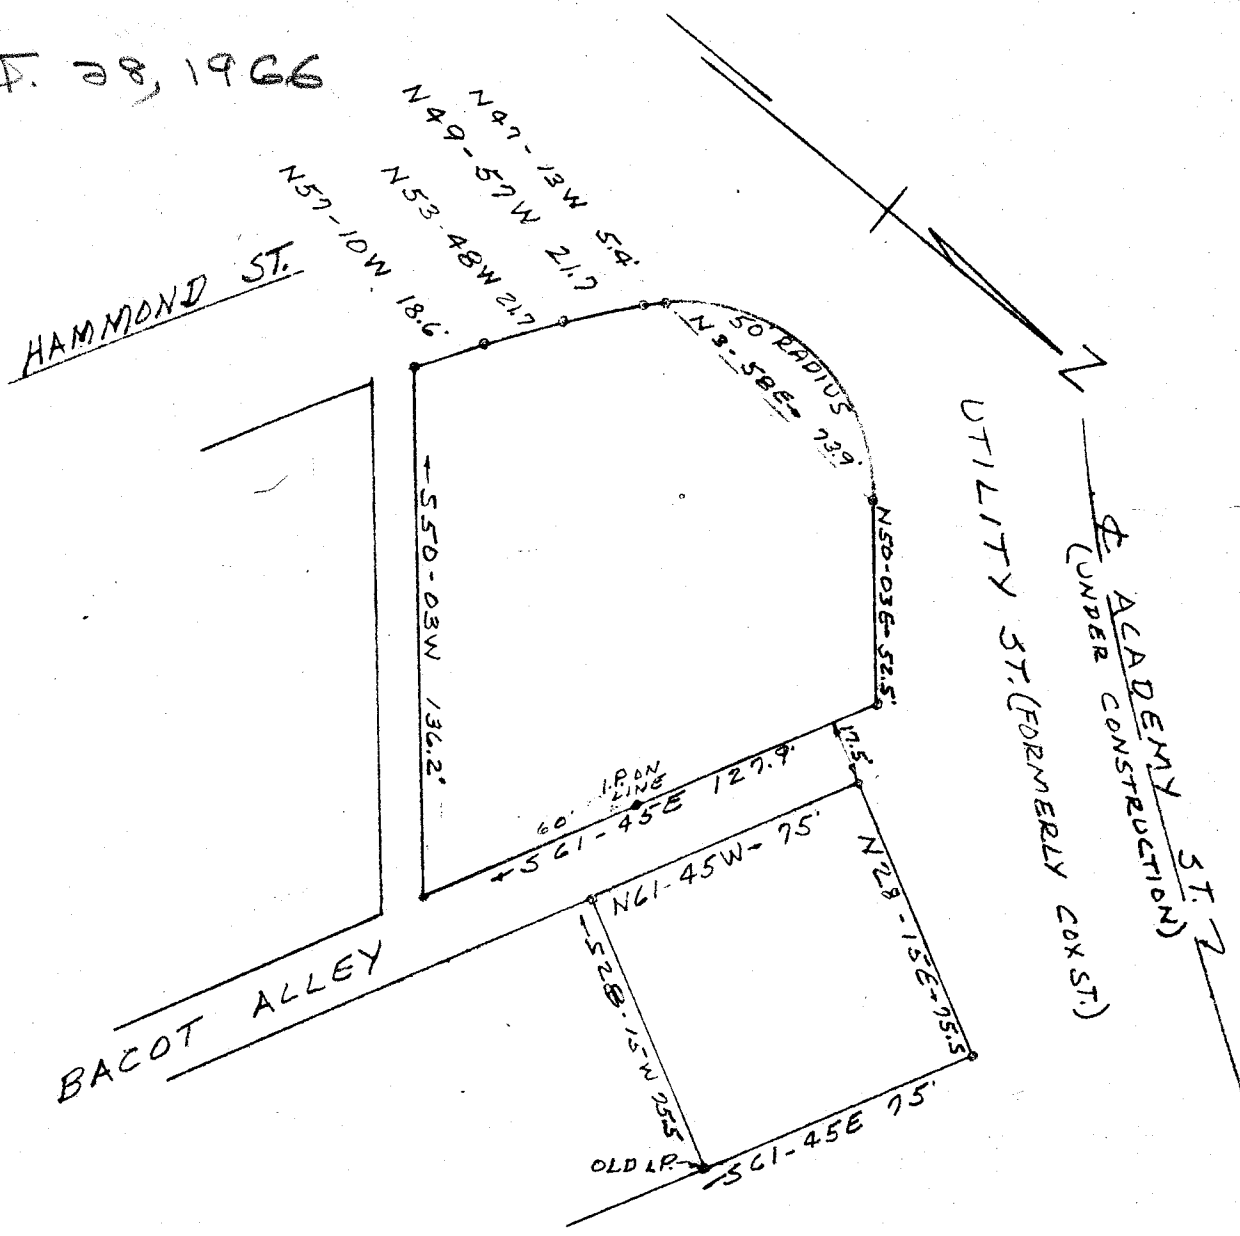 28, 1966
N47-13W 5.4'
N49-57W 21.7
N53-48W 21.7
N57-10W 18.6'
HAMMOND ST.
50' RADIUS
N3-58E 73.9'
UTILITY ST. (FORMERLY COX ST.)
℄ ACADEMY ST.
(UNDER CONSTRUCTION)
S50-03W 136.2'
N50-03E 52.5'
17.5'
I.P. ON
LINE
60'
S61-45E 127.9'
N61-45W 75'
N28-15E 75.5
S28-15W 75.5
BACOT ALLEY
OLD I.P.
S61-45E 75'